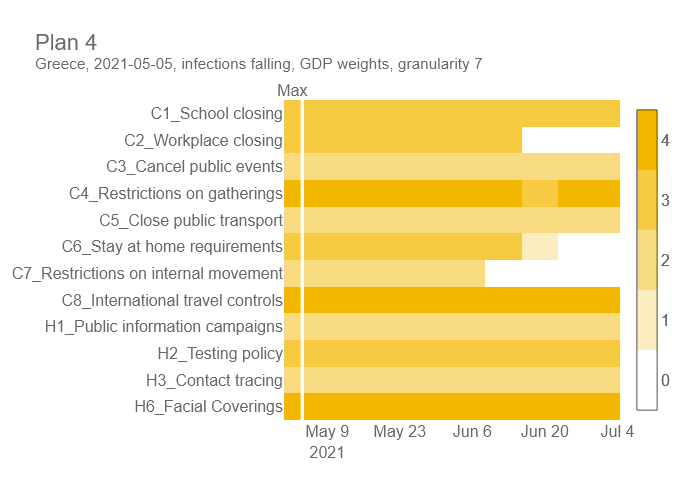 Plan 4
Greece, 2021-05-05, infections falling, GDP weights, granularity 7
Max
C1_School closing
C2_Workplace closing
C3_Cancel public events
C4_Restrictions on gatherings
C5_Close public transport
C6_Stay at home requirements
C7_Restrictions on internal movement
C8_International travel controls
H1_Public information campaigns
H2_Testing policy
H3_Contact tracing
H6_Facial Coverings
4
3
2
1
0
May 9 May 23 Jun 6 Jun 20 Jul 4
2021